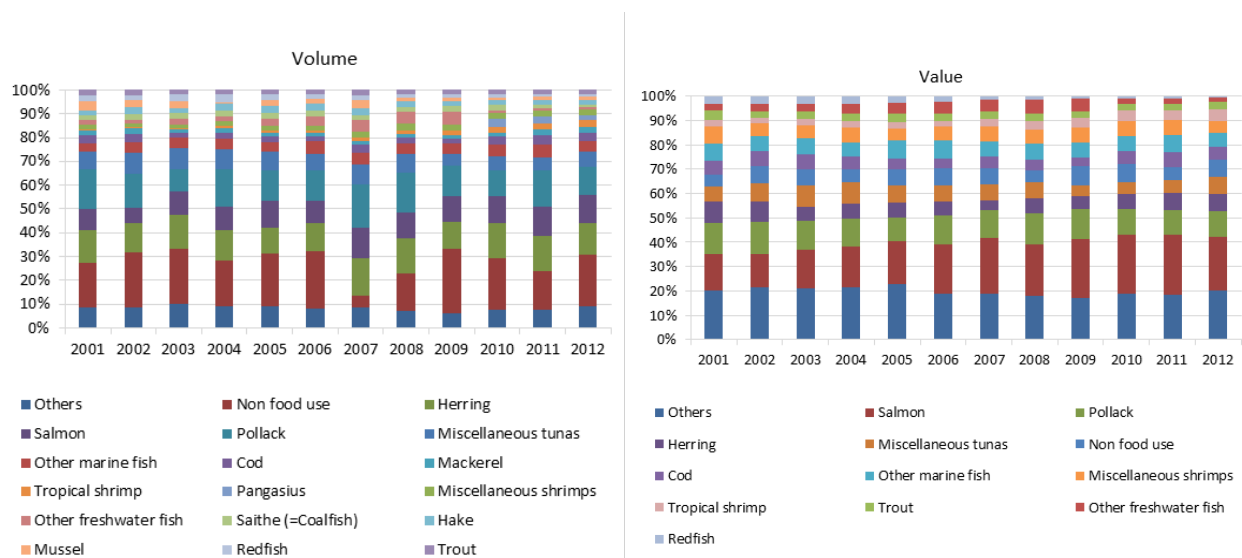 Volume
100%
90%
80%
70%
60%
50%
40%
30%
20%
10%
0%
2001 2002 2003 2004 2005 2006 2007 2008 2009 2010 2011 2012
Others Non food use Herring
Salmon Pollack Miscellaneous tunas
Other marine fish Cod Mackerel
Tropical shrimp Pangasius Miscellaneous shrimps
Other freshwater fish Saithe (=Coalfish) Hake
Mussel Redfish Trout
Value
100%
90%
80%
70%
60%
50%
40%
30%
20%
10%
0%
2001 2002 2003 2004 2005 2006 2007 2008 2009 2010 2011 2012
Others Salmon Pollack
Herring Miscellaneous tunas Non food use
Cod Other marine fish Miscellaneous shrimps
Tropical shrimp Trout Other freshwater fish
Redfish